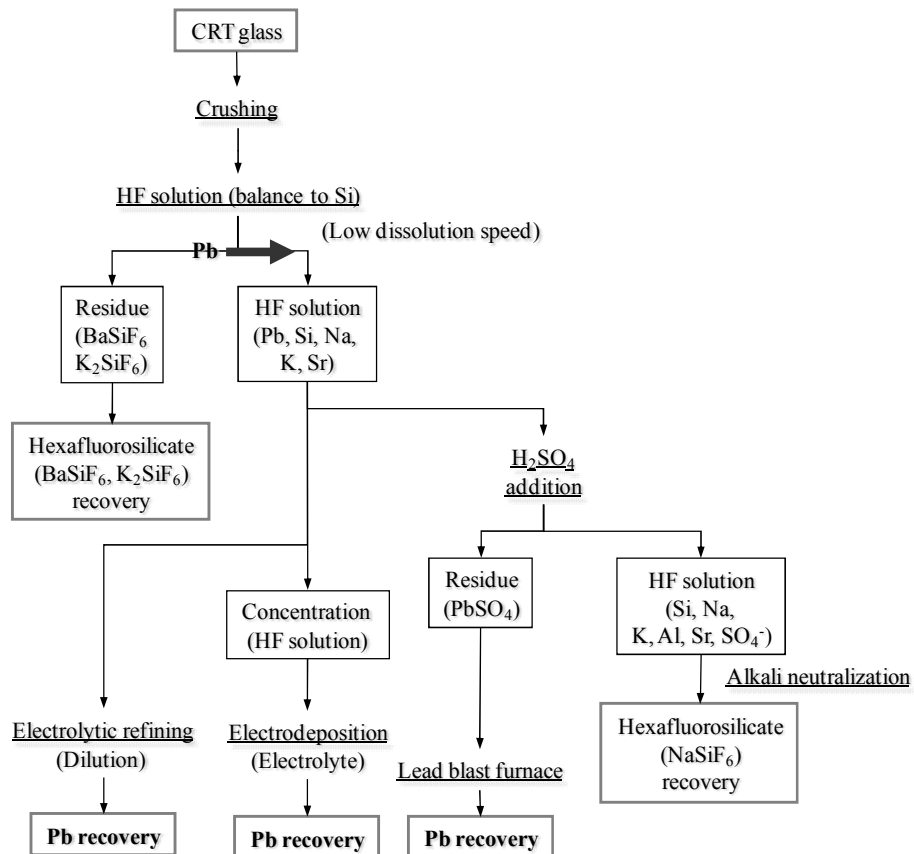 CRT glass
Crushing
HF solution (balance to Si)
(Low dissolution speed)
Pb
Residue
(BaSiF₆
K₂SiF₆)
HF solution
(Pb, Si, Na,
K, Sr)
Hexafluorosilicate
(BaSiF₆, K₂SiF₆)
recovery
H₂SO₄
addition
Concentration
(HF solution)
Residue
(PbSO₄)
HF solution
(Si, Na,
K, Al, Sr, SO₄⁻)
Alkali neutralization
Electrolytic refining
(Dilution)
Electrodeposition
(Electrolyte)
Lead blast furnace
Hexafluorosilicate
(NaSiF₆)
recovery
Pb recovery
Pb recovery
Pb recovery